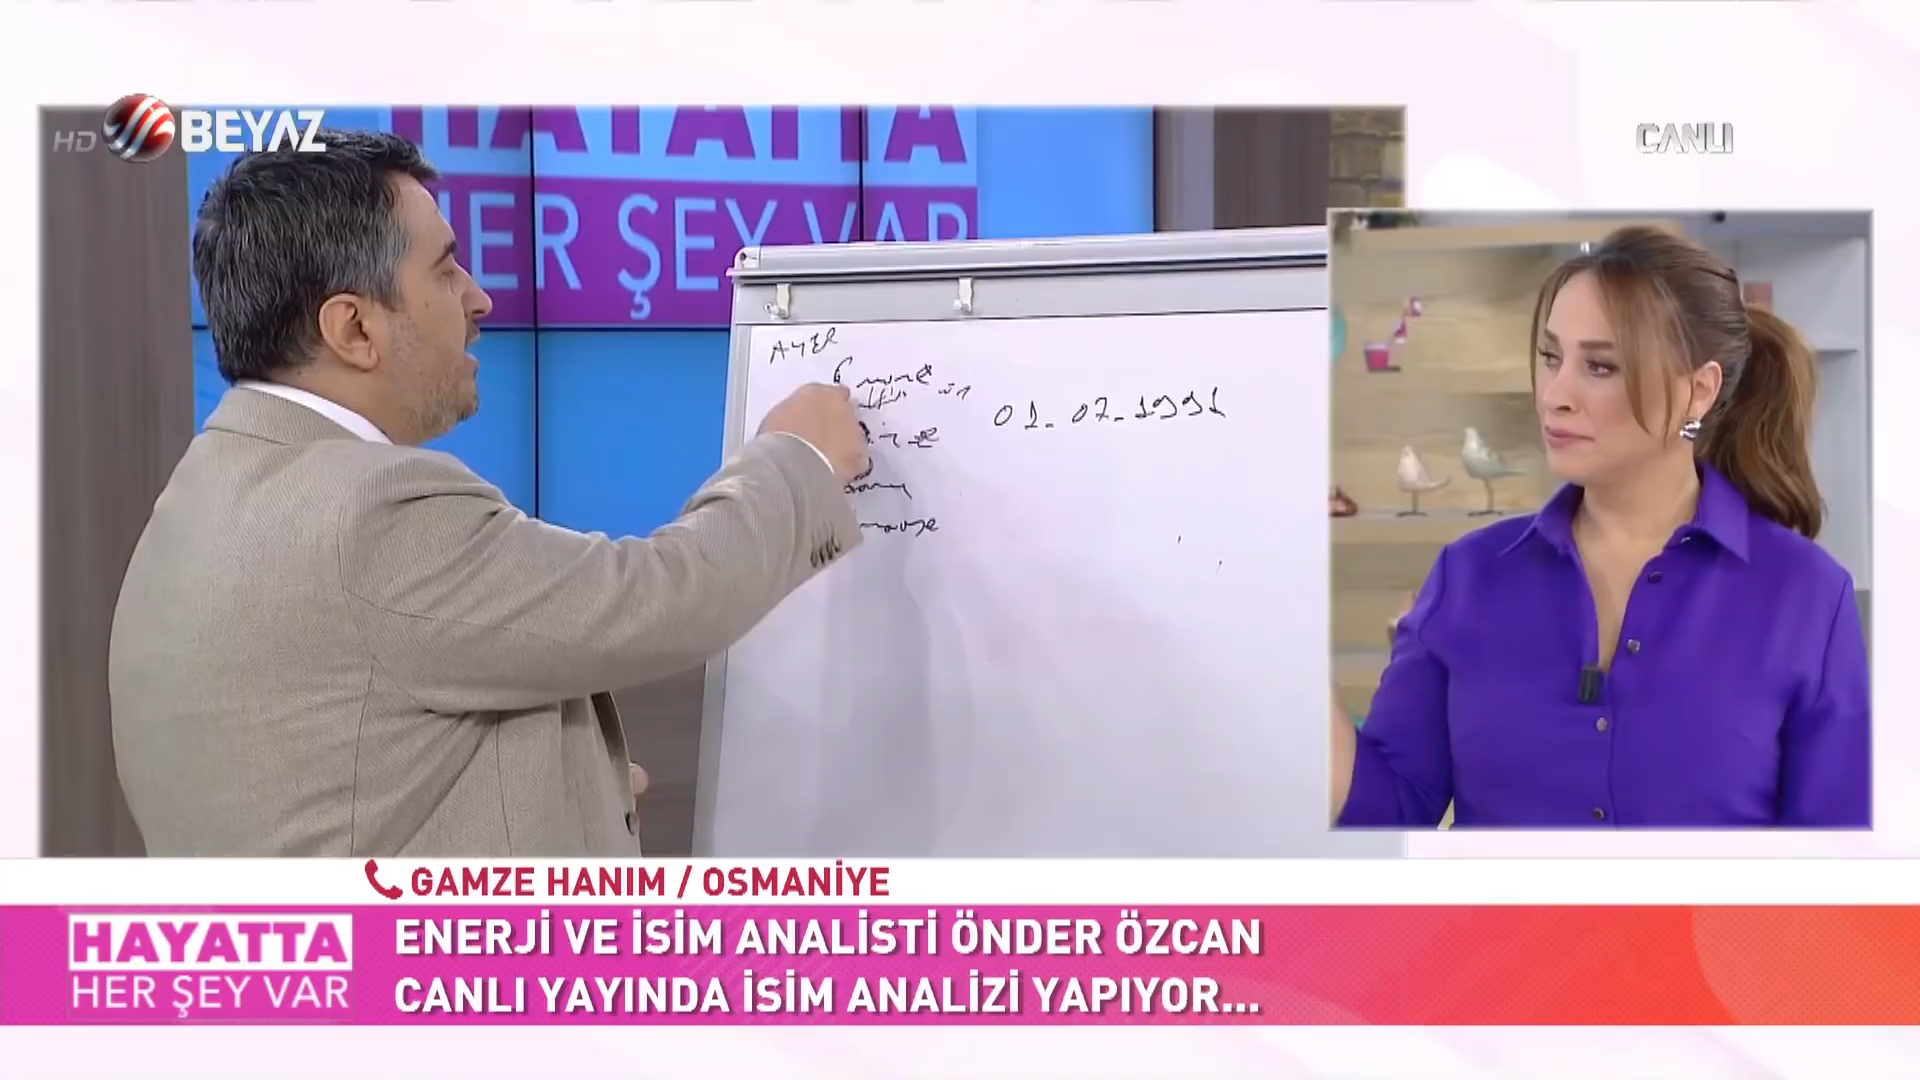 HD BEYAZ
CANLI
HAYATTA
HER ŞEY VAR
AYER
01-07-1991
GAMZE HANIM / OSMANİYE
HAYATTA
HER ŞEY VAR
ENERJİ VE İSİM ANALİSTİ ÖNDER ÖZCAN
CANLI YAYINDA İSİM ANALİZİ YAPIYOR...